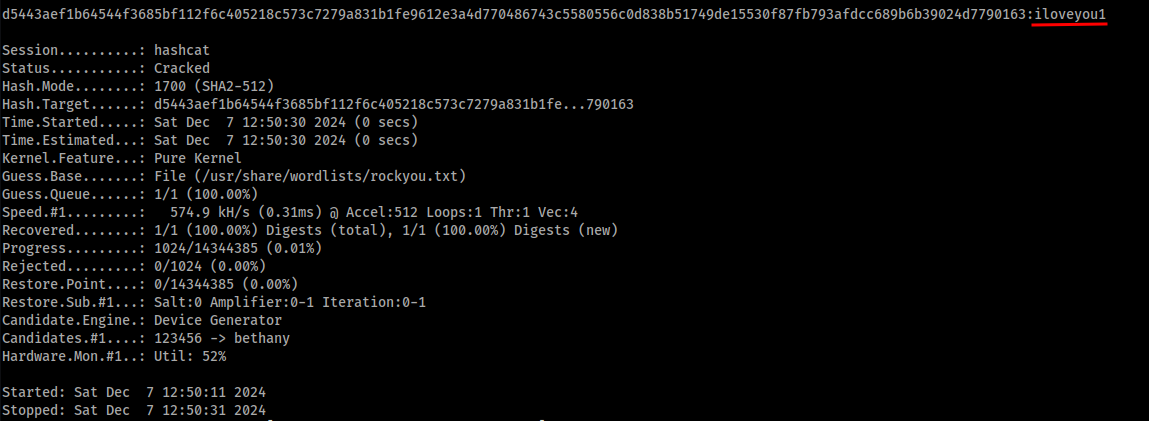 d5443aef1b64544f3685bf112f6c405218c573c7279a831b1fe9612e3a4d770486743c5580556c0d838b51749de15530f87fb793afdcc689b6b39024d7790163:iloveyou1
Session..........: hashcat
Status...........: Cracked
Hash.Mode........: 1700 (SHA2-512)
Hash.Target......: d5443aef1b64544f3685bf112f6c405218c573c7279a831b1fe...790163
Time.Started.....: Sat Dec  7 12:50:30 2024 (0 secs)
Time.Estimated...: Sat Dec  7 12:50:30 2024 (0 secs)
Kernel.Feature...: Pure Kernel
Guess.Base.......: File (/usr/share/wordlists/rockyou.txt)
Guess.Queue......: 1/1 (100.00%)
Speed.#1.........:   574.9 kH/s (0.31ms) @ Accel:512 Loops:1 Thr:1 Vec:4
Recovered........: 1/1 (100.00%) Digests (total), 1/1 (100.00%) Digests (new)
Progress.........: 1024/14344385 (0.01%)
Rejected.........: 0/1024 (0.00%)
Restore.Point....: 0/14344385 (0.00%)
Restore.Sub.#1...: Salt:0 Amplifier:0-1 Iteration:0-1
Candidate.Engine.: Device Generator
Candidates.#1....: 123456 -> bethany
Hardware.Mon.#1..: Util: 52%
Started: Sat Dec  7 12:50:11 2024
Stopped: Sat Dec  7 12:50:31 2024